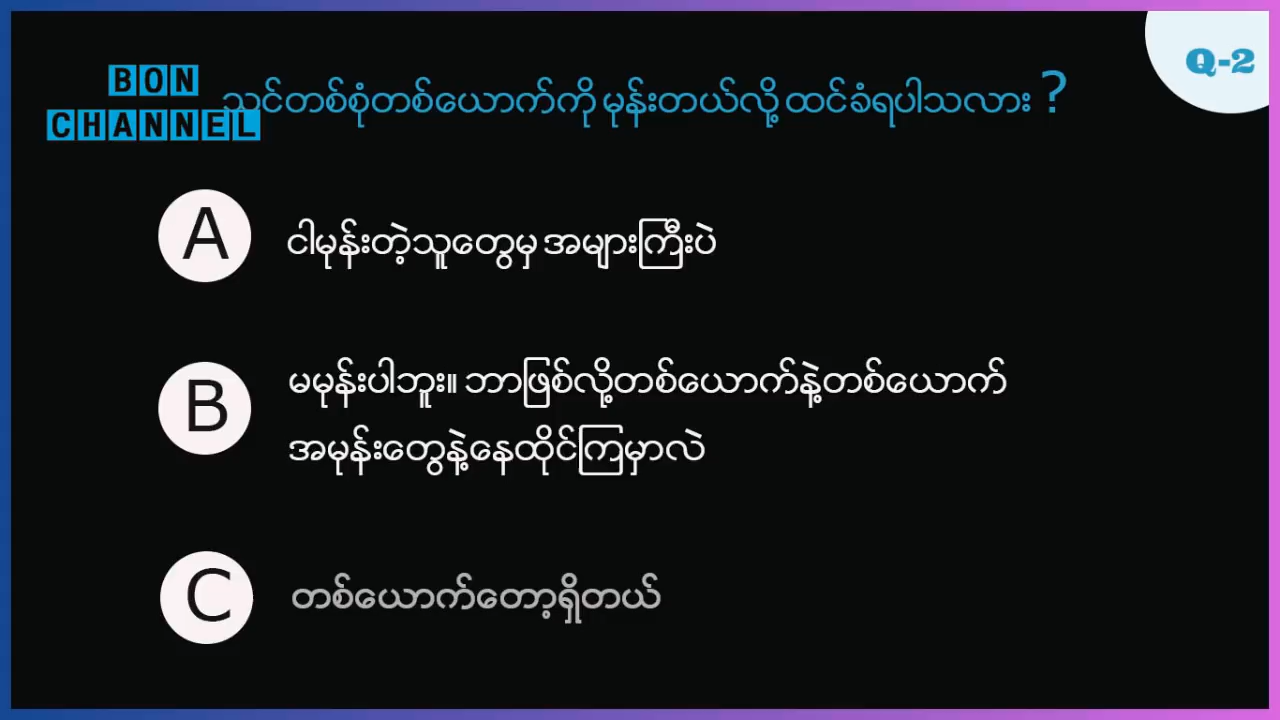 Q-2
BON
CHANNEL
သင်တစ်စုံတစ်ယောက်ကို မုန်းတယ်လို့ ထင်ခံရပါသလား ?
A
ငါမုန်းတဲ့သူတွေမှ အများကြီးပဲ
B
မမုန်းပါဘူး။ ဘာဖြစ်လို့တစ်ယောက်နဲ့တစ်ယောက်
အမုန်းတွေနဲ့နေထိုင်ကြမှာလဲ
C
တစ်ယောက်တော့ရှိတယ်